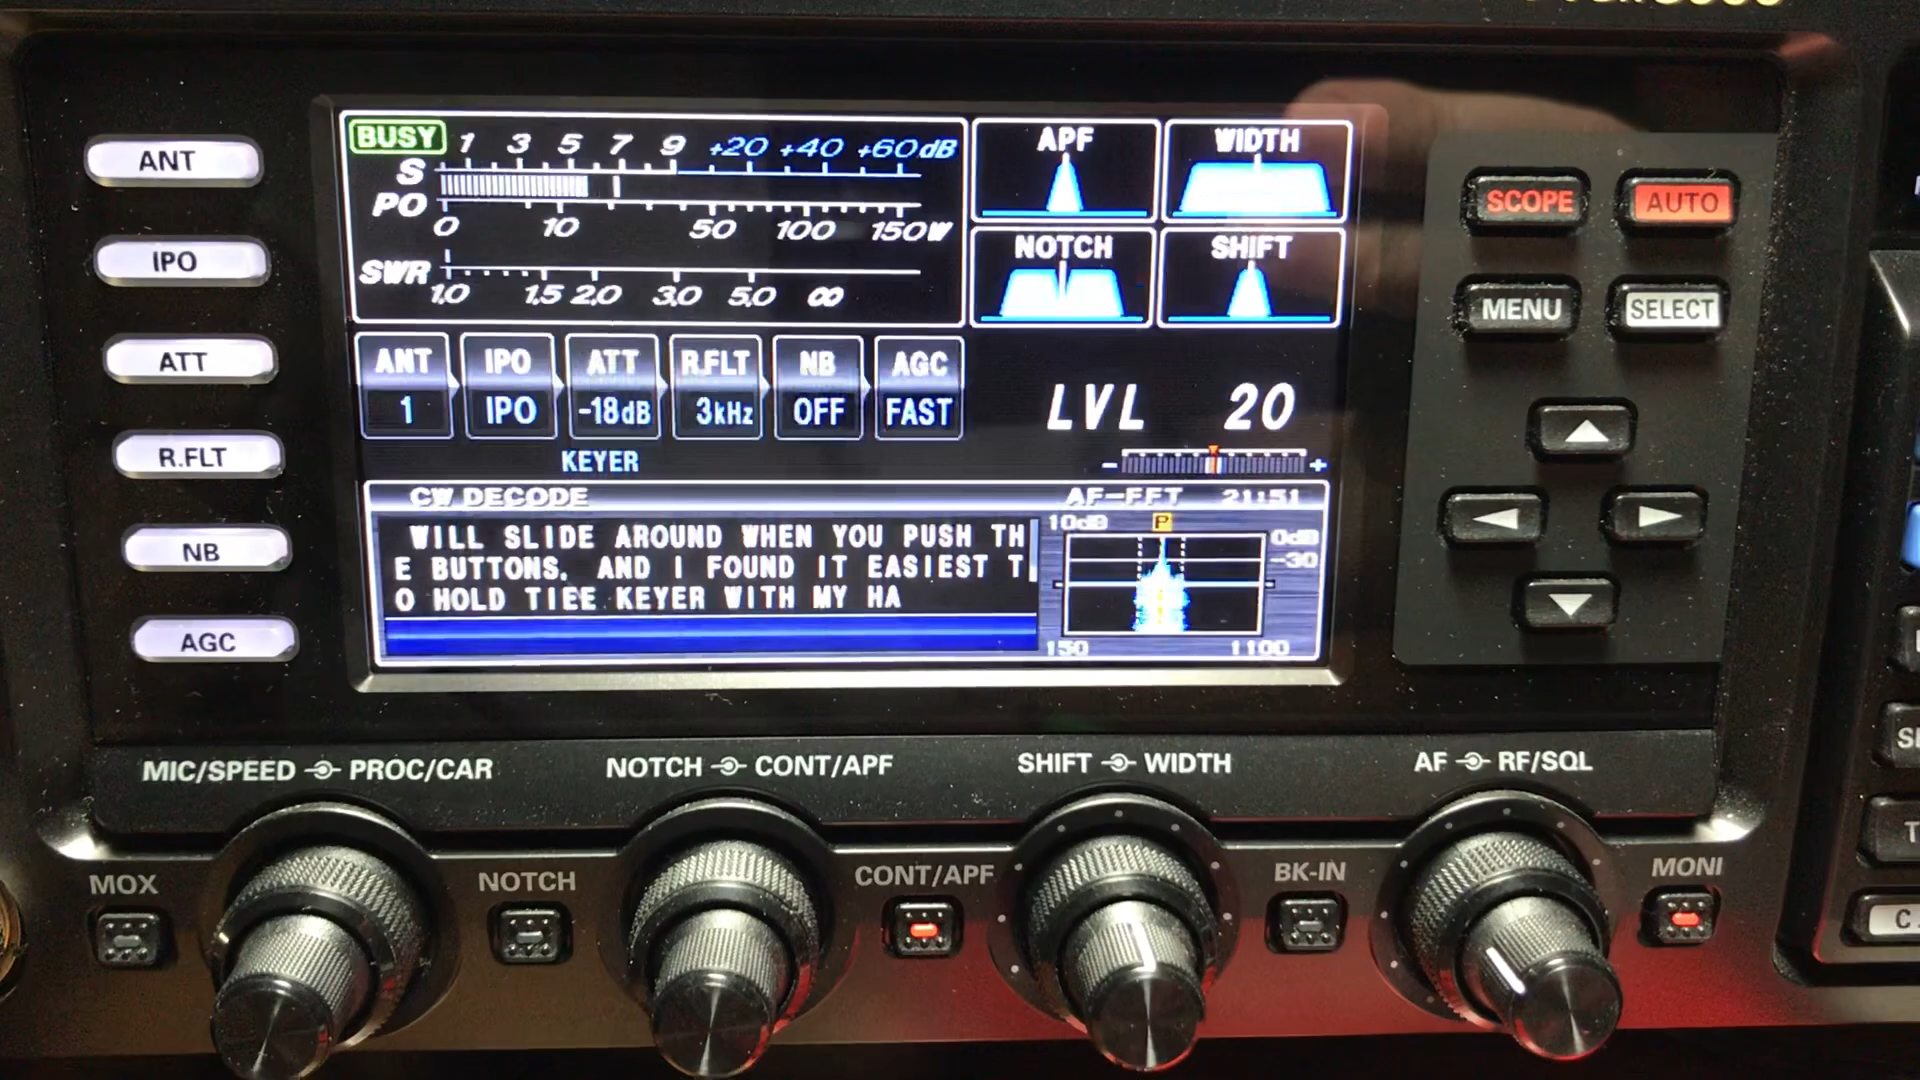 ANT
IPO
ATT
R.FLT
NB
AGC
BUSY 1 3 5 7 9 +20 +40 +60dB
S
PO
0 10 50 100 150W
SWR
1.0 1.5 2.0 3.0 5.0 ∞
APF WIDTH
NOTCH SHIFT
ANT IPO ATT R.FLT NB AGC
1 IPO -18dB 3kHz OFF FAST
KEYER
LVL 20
- +
CW DECODE
WILL SLIDE AROUND WHEN YOU PUSH TH
E BUTTONS. AND I FOUND IT EASIEST T
O HOLD TIEE KEYER WITH MY HA
AF-FFT 21:51
10dB P 0dB
-30
150 1100
SCOPE AUTO
MENU SELECT
MIC/SPEED PROC/CAR NOTCH CONT/APF SHIFT WIDTH AF RF/SQL
MOX NOTCH CONT/APF BK-IN MONI